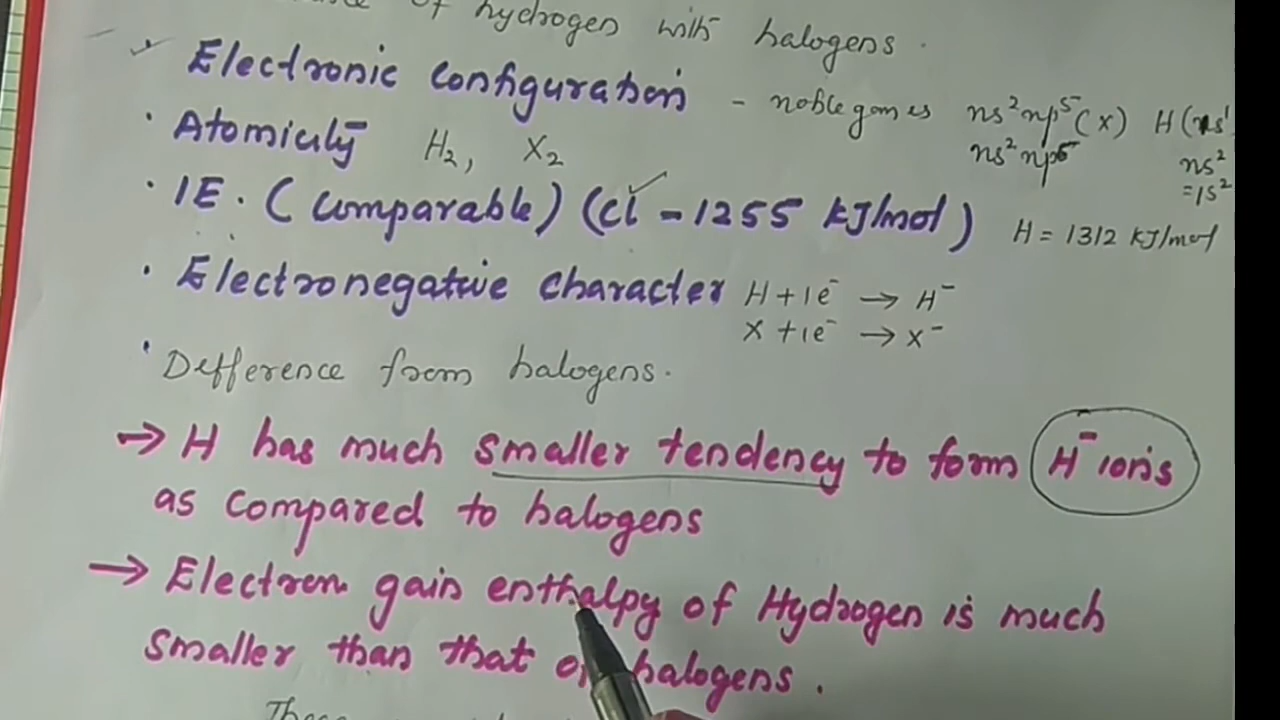 of hydrogen with halogens.
Electronic configuration - noble gases ns²np⁵(X) H(ns¹
ns²np⁶ ns²
=1s²
• Atomicity H₂, X₂
• IE. (Comparable) (Cl - 1255 KJ/mol) H = 1312 KJ/mol
• Electronegative character H + 1e⁻ → H⁻
X + 1e⁻ → X⁻
• Difference from halogens.
→ H has much smaller tendency to form H⁻ ions
as compared to halogens
→ Electron gain enthalpy of Hydrogen is much
smaller than that of halogens.